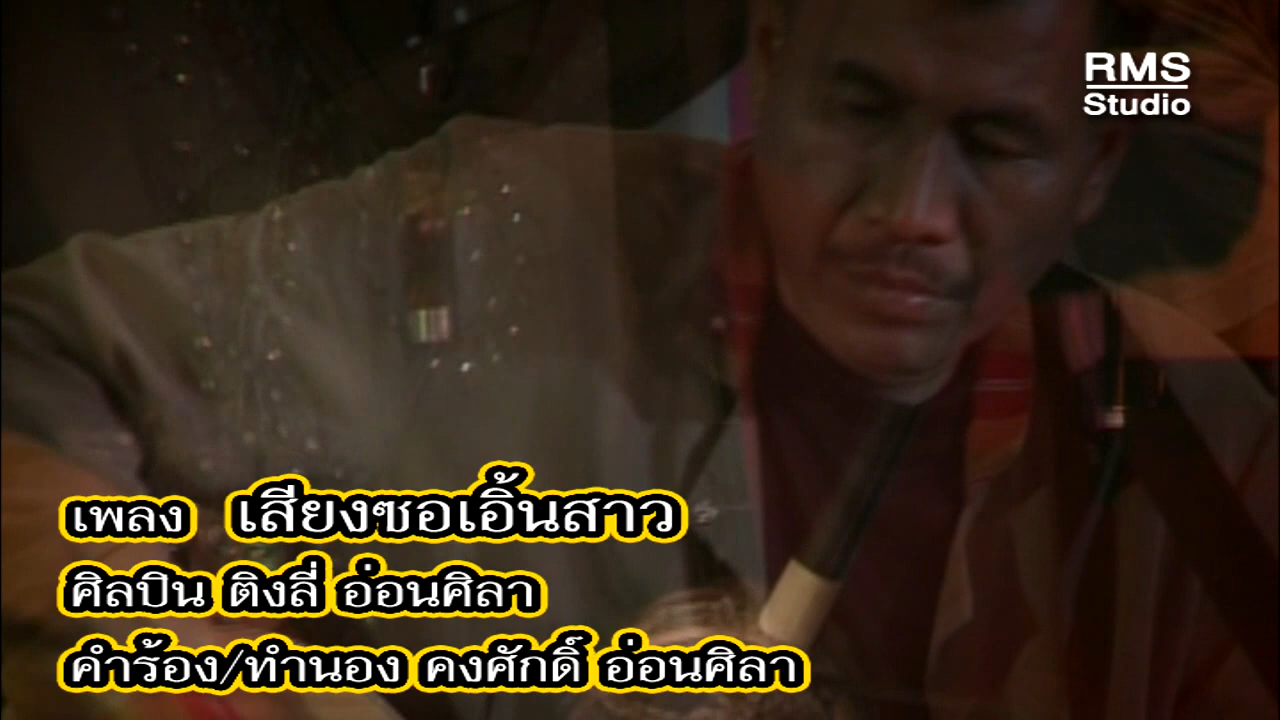 RMS
Studio
เพลง เสียงซอเอิ้นสาว
ศิลปิน ติงลี่ อ่อนศิลา
คำร้อง/ทำนอง คงศักดิ์ อ่อนศิลา